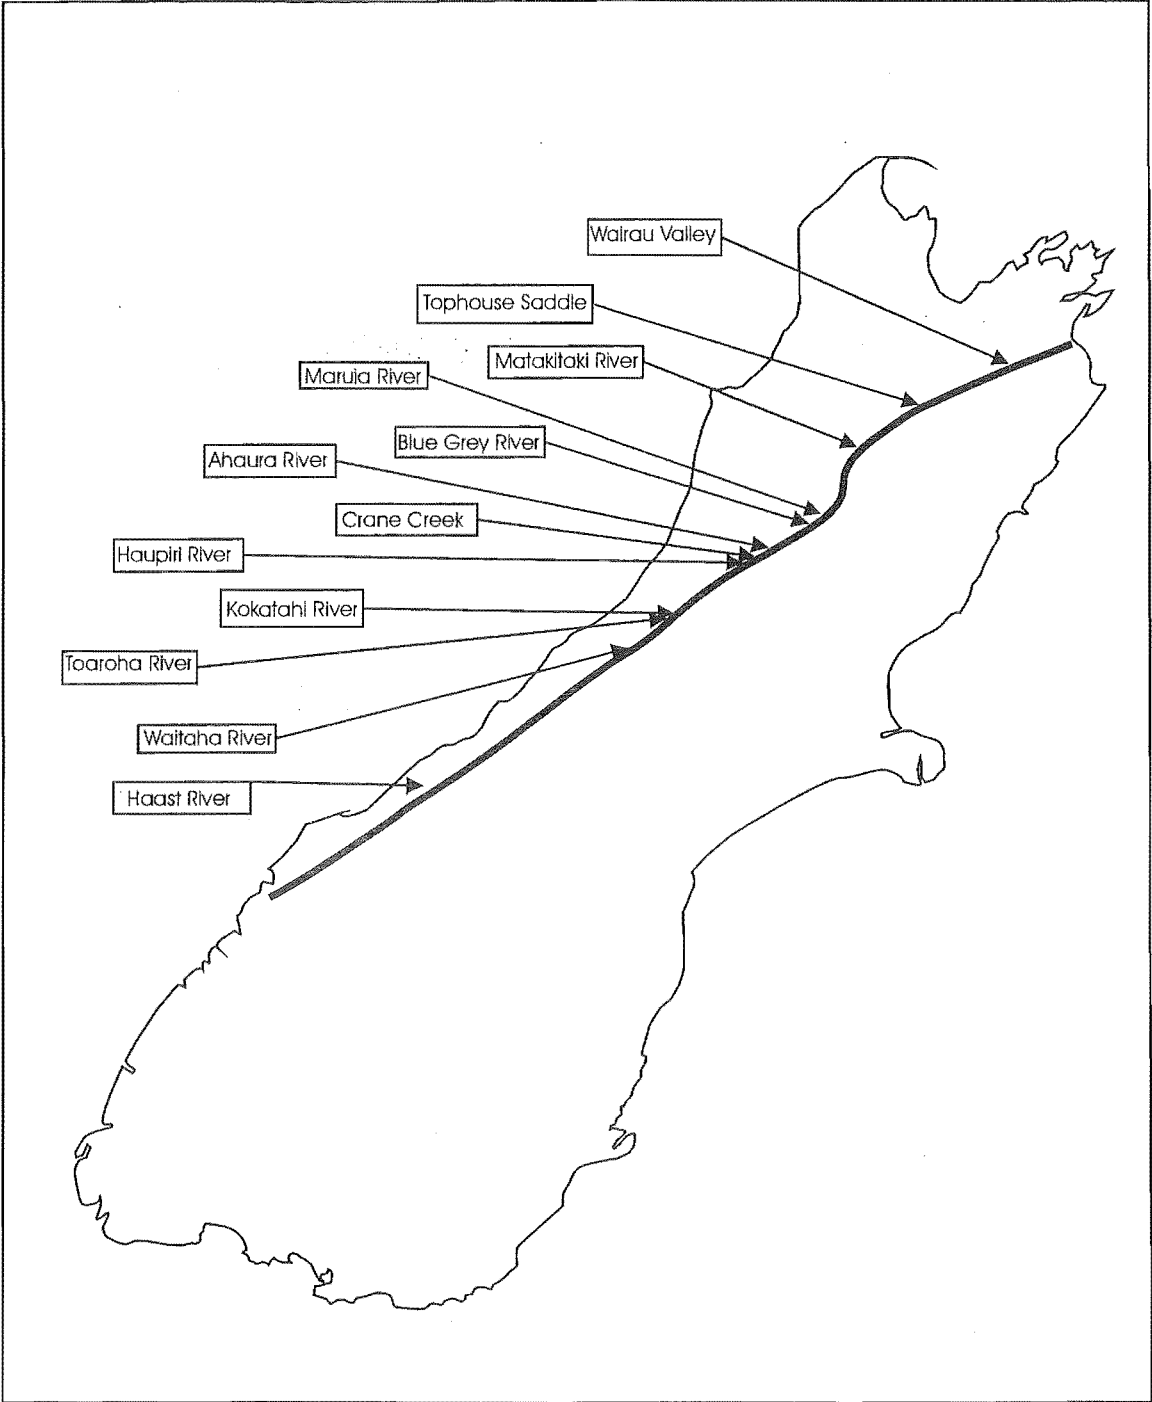 Wairau Valley
Tophouse Saddle
Matakitaki River
Maruia River
Blue Grey River
Ahaura River
Crane Creek
Haupiri River
Kokatahi River
Toaroha River
Waitaha River
Haast River